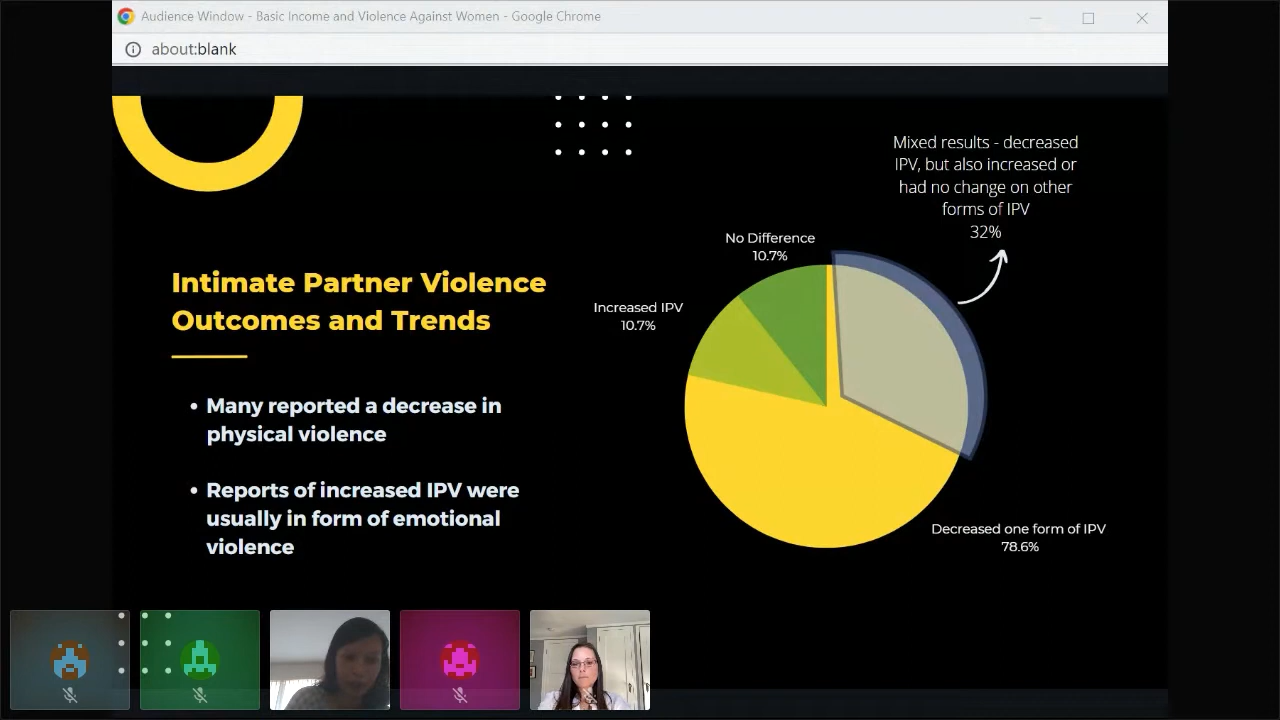 Audience Window - Basic Income and Violence Against Women - Google Chrome
about:blank
Mixed results - decreased
IPV, but also increased or
had no change on other
forms of IPV
32%
No Difference
10.7%
Increased IPV
10.7%
Intimate Partner Violence
Outcomes and Trends
• Many reported a decrease in
physical violence
• Reports of increased IPV were
usually in form of emotional
violence
Decreased one form of IPV
78.6%